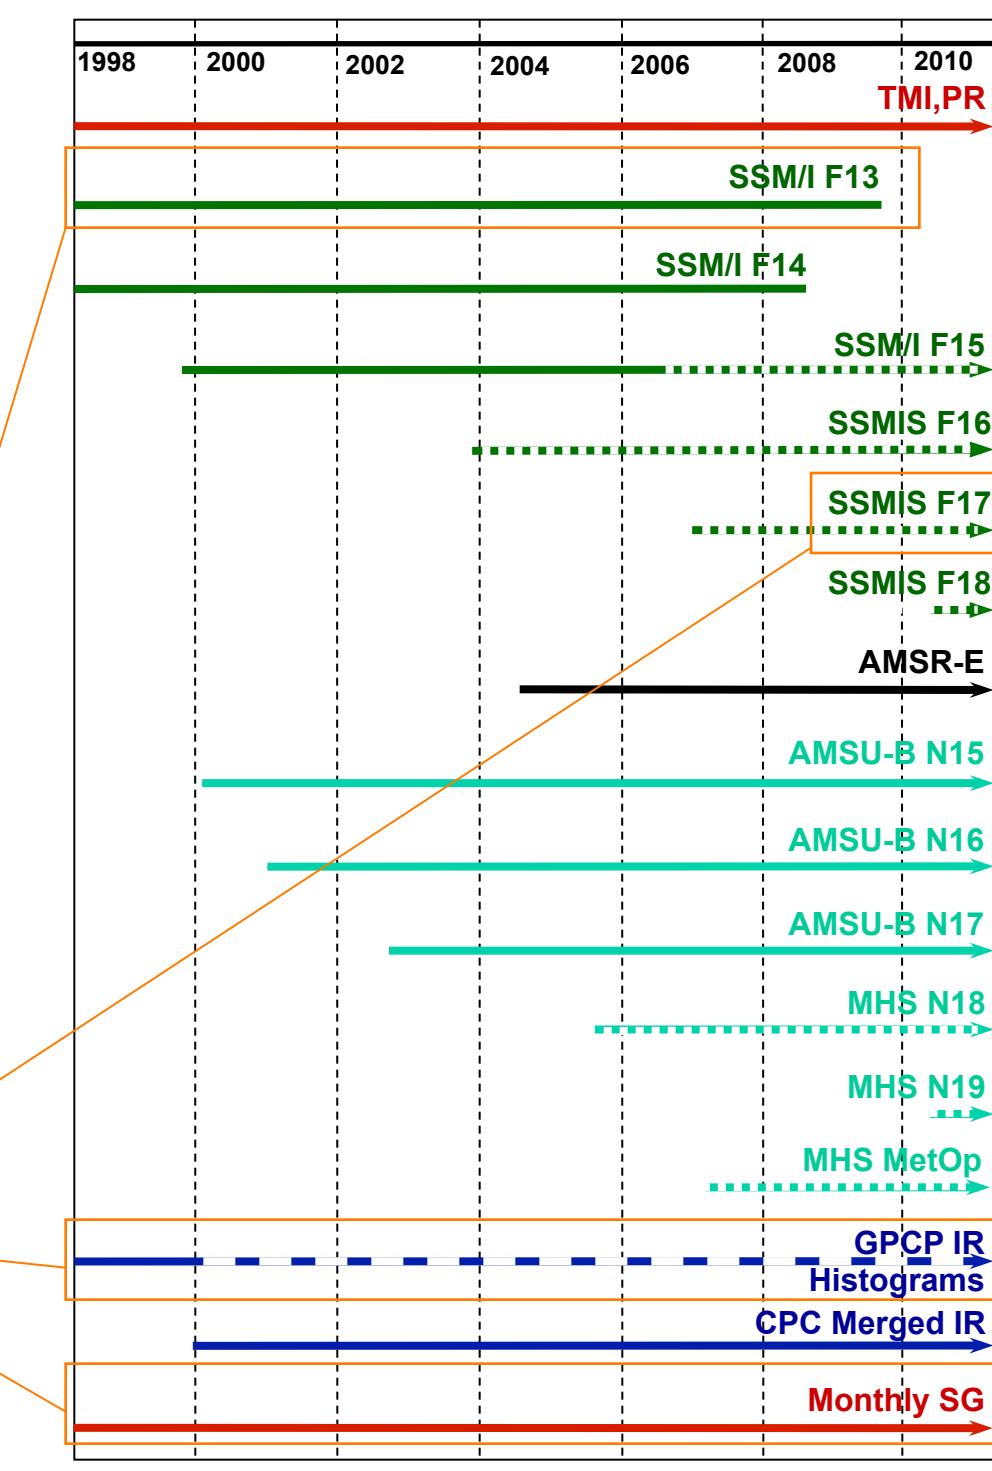 1998 2000 2002 2004 2006 2008 2010
TMI,PR
SSM/I F13
SSM/I F14
SSM/I F15
SSMIS F16
SSMIS F17
SSMIS F18
AMSR-E
AMSU-B N15
AMSU-B N16
AMSU-B N17
MHS N18
MHS N19
MHS MetOp
GPCP IR
Histograms
CPC Merged IR
Monthly SG